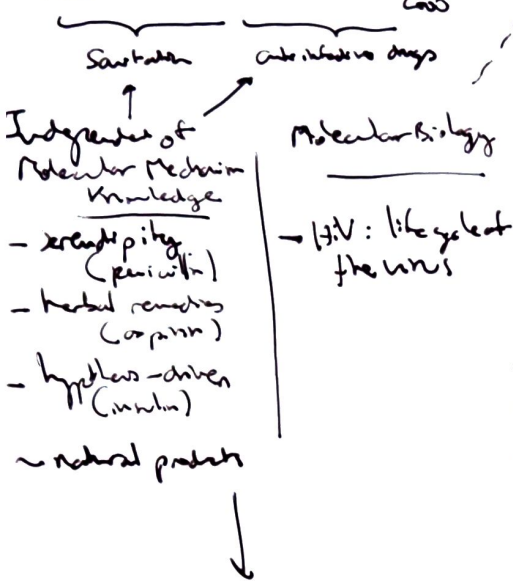 2000
Sanitation
anti infective drugs
Independent of
Molecular Mechanism
Knowledge
- serendipity
(penicillin)
- herbal remedies
(aspirin)
- hypothesis-driven
(insulin)
- natural products
Molecular Biology
- HIV: life cycle of
the virus